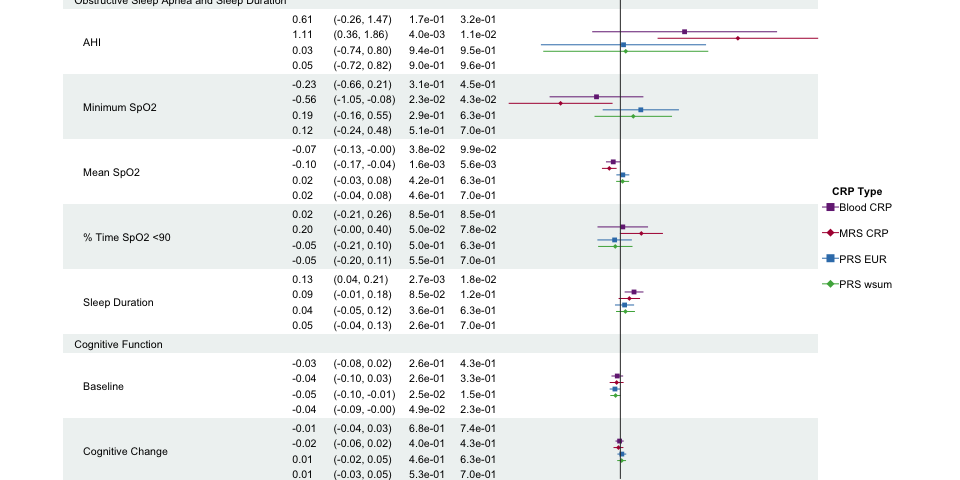 Obstructive Sleep Apnea and Sleep Duration
0.61 (-0.26, 1.47) 1.7e-01 3.2e-01
AHI
1.11 (0.36, 1.86) 4.0e-03 1.1e-02
0.03 (-0.74, 0.80) 9.4e-01 9.5e-01
0.05 (-0.72, 0.82) 9.0e-01 9.6e-01
-0.23 (-0.66, 0.21) 3.1e-01 4.5e-01
Minimum SpO2
-0.56 (-1.05, -0.08) 2.3e-02 4.3e-02
0.19 (-0.16, 0.55) 2.9e-01 6.3e-01
0.12 (-0.24, 0.48) 5.1e-01 7.0e-01
-0.07 (-0.13, -0.00) 3.8e-02 9.9e-02
Mean SpO2
-0.10 (-0.17, -0.04) 1.6e-03 5.6e-03
0.02 (-0.03, 0.08) 4.2e-01 6.3e-01
0.02 (-0.04, 0.08) 4.6e-01 7.0e-01
0.02 (-0.21, 0.26) 8.5e-01 8.5e-01
% Time SpO2 <90
0.20 (-0.00, 0.40) 5.0e-02 7.8e-02
-0.05 (-0.21, 0.10) 5.0e-01 6.3e-01
-0.05 (-0.20, 0.11) 5.5e-01 7.0e-01
0.13 (0.04, 0.21) 2.7e-03 1.8e-02
Sleep Duration
0.09 (-0.01, 0.18) 8.5e-02 1.2e-01
0.04 (-0.05, 0.12) 3.6e-01 6.3e-01
0.05 (-0.04, 0.13) 2.6e-01 7.0e-01
Cognitive Function
-0.03 (-0.08, 0.02) 2.6e-01 4.3e-01
Baseline
-0.04 (-0.10, 0.03) 2.6e-01 3.3e-01
-0.05 (-0.10, -0.01) 2.5e-02 1.5e-01
-0.04 (-0.09, -0.00) 4.9e-02 2.3e-01
-0.01 (-0.04, 0.03) 6.8e-01 7.4e-01
Cognitive Change
-0.02 (-0.06, 0.02) 4.0e-01 4.3e-01
0.01 (-0.02, 0.05) 4.6e-01 6.3e-01
0.01 (-0.03, 0.05) 5.3e-01 7.0e-01
CRP Type
Blood CRP
MRS CRP
PRS EUR
PRS wsum